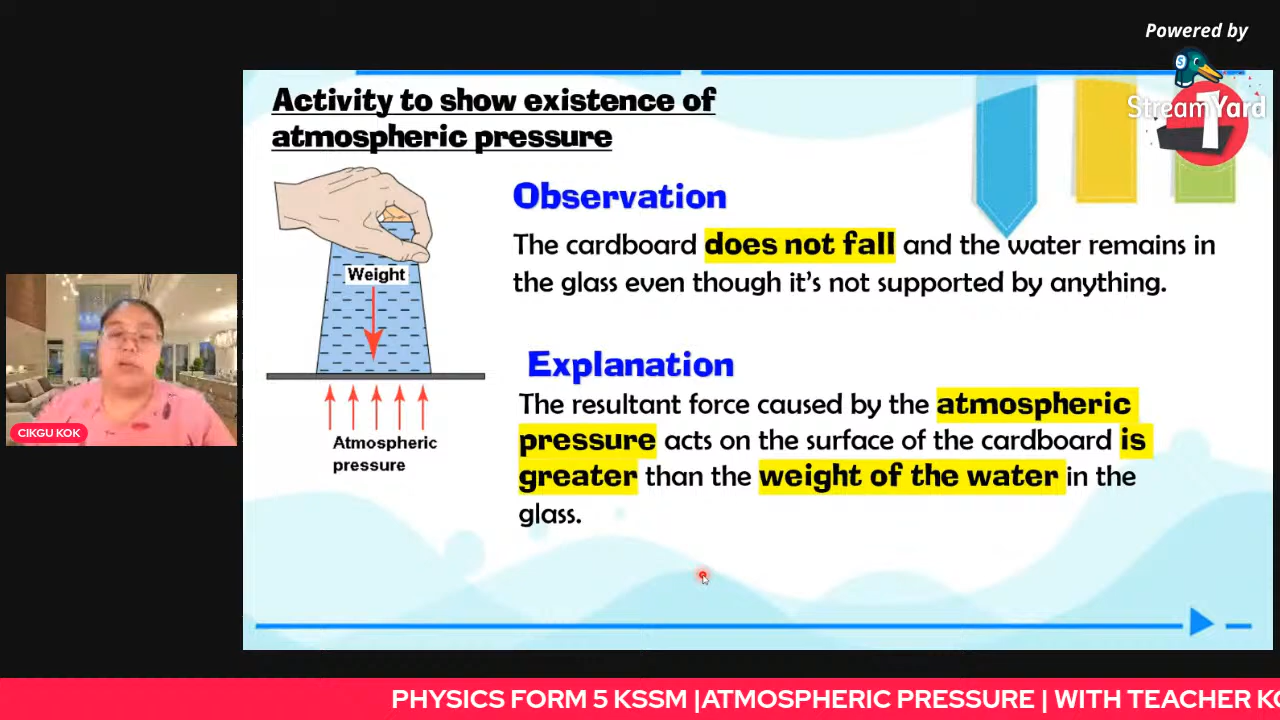 Powered by
StreamYard
1
Activity to show existence of
atmospheric pressure
Observation
The cardboard does not fall and the water remains in
the glass even though it's not supported by anything.
Weight
Explanation
The resultant force caused by the atmospheric
pressure acts on the surface of the cardboard is
greater than the weight of the water in the
glass.
Atmospheric
pressure
CIKGU KOK
PHYSICS FORM 5 KSSM |ATMOSPHERIC PRESSURE | WITH TEACHER KO